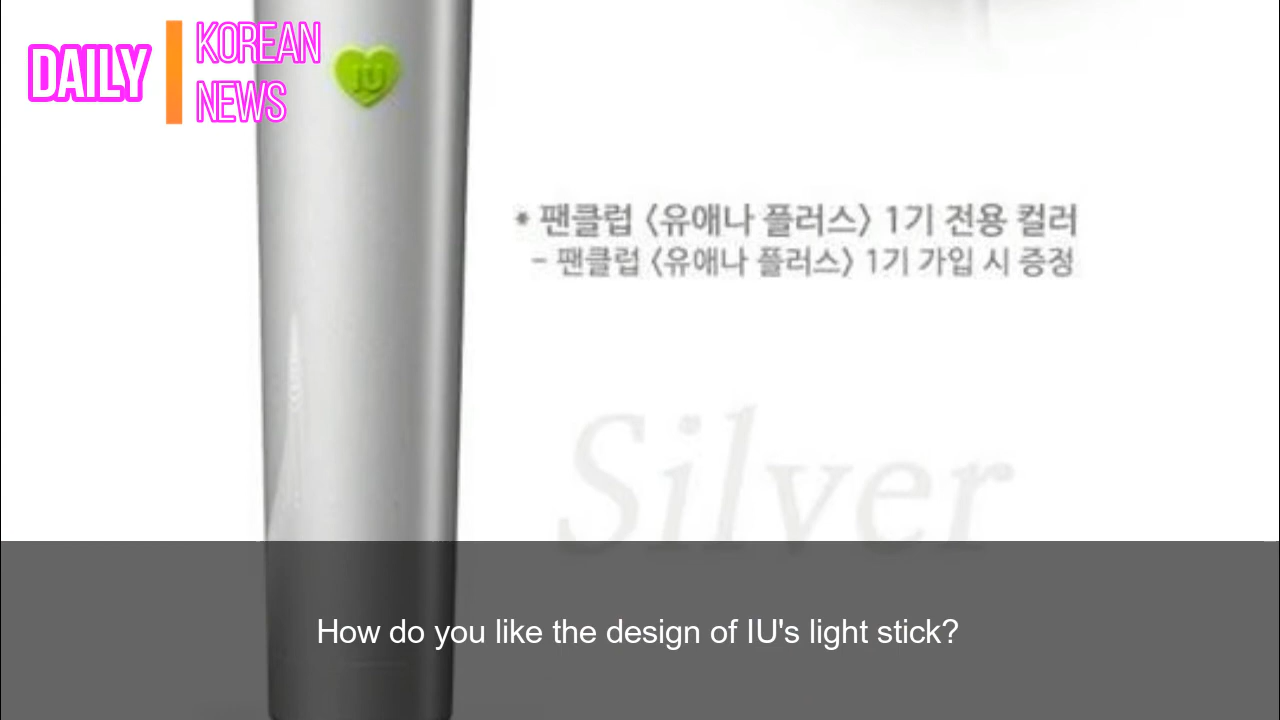 DAILY
KOREAN
NEWS
IU
* 팬클럽 〈유애나 플러스〉 1기 전용 컬러
- 팬클럽 〈유애나 플러스〉 1기 가입 시 증정
Silver
How do you like the design of IU's light stick?